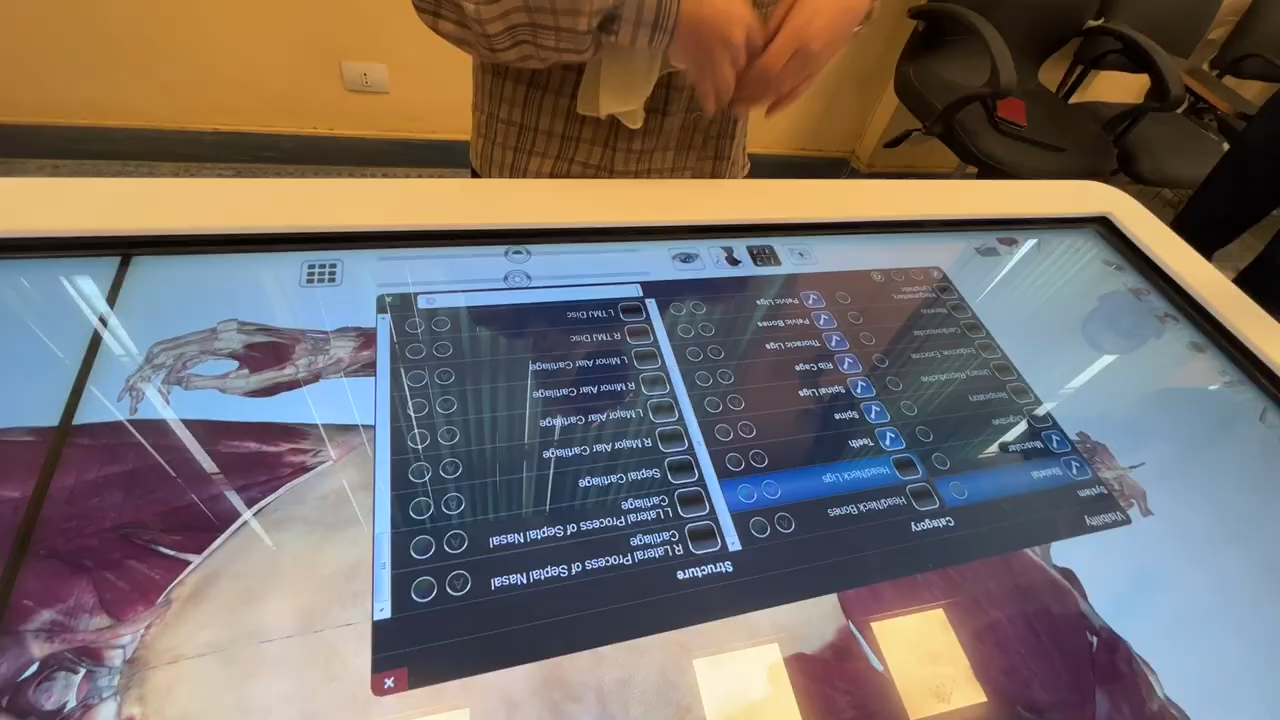 Visibility
System
Skeletal
Muscular
Digestive
Respiratory
Urinary, Reproductive
Endocrine, Exocrine
Cardiovascular
Nervous
Integumentary,
Lymphatic
Category
Head/Neck Bones
Head/Neck Ligs
Teeth
Spine
Spinal Ligs
Rib Cage
Thoracic Ligs
Pelvic Bones
Pelvic Ligs
Structure
R Lateral Process of Septal Nasal
Cartilage
L Lateral Process of Septal Nasal
Cartilage
Septal Cartilage
R Major Alar Cartilage
L Major Alar Cartilage
R Minor Alar Cartilage
L Minor Alar Cartilage
R TMJ Disc
L TMJ Disc